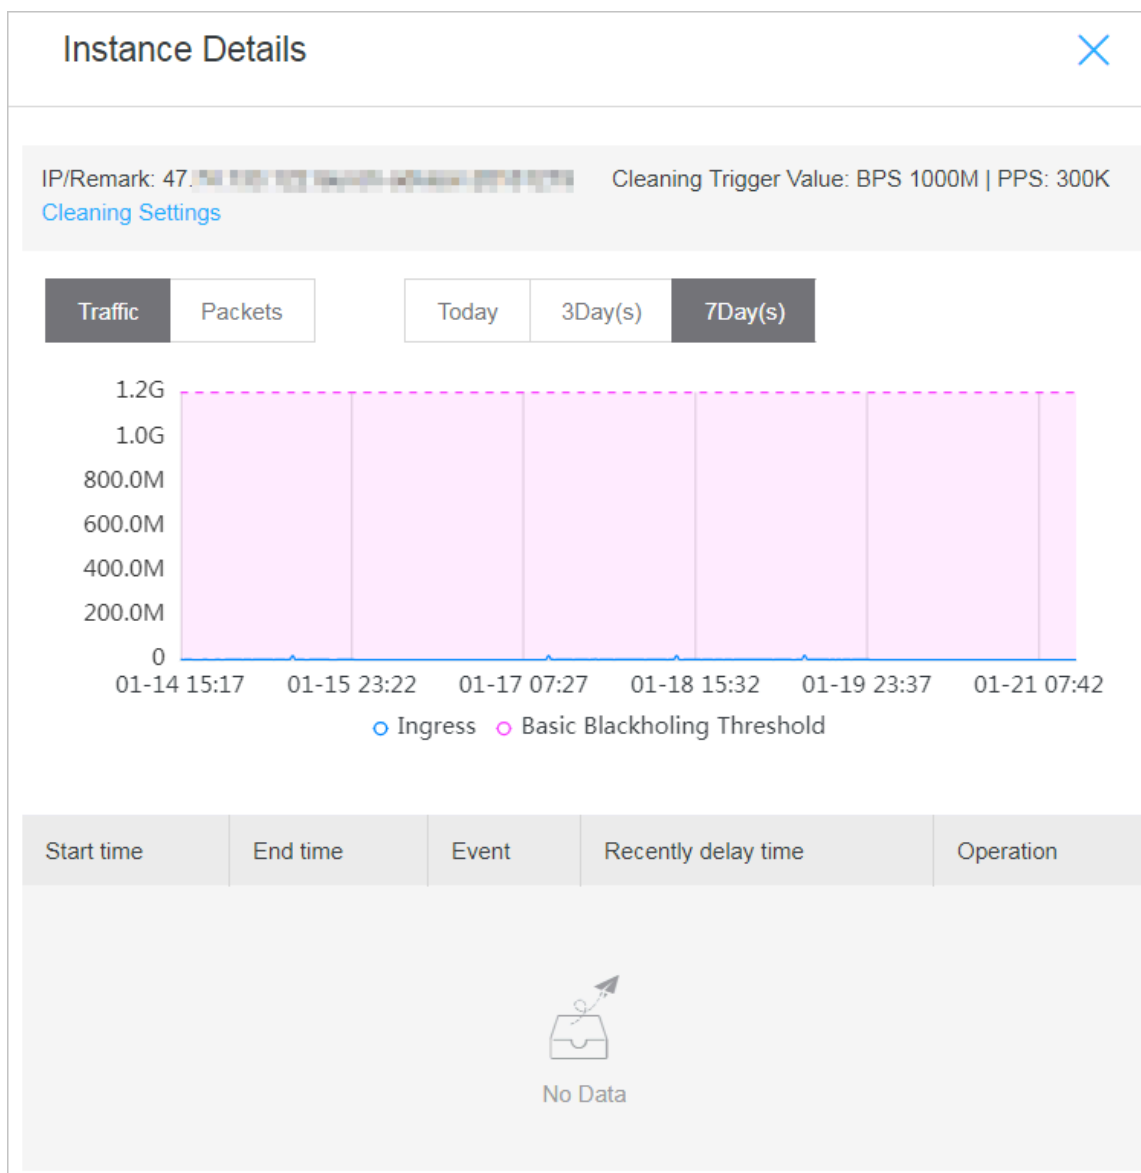 Instance Details
IP/Remark: 47. Cleaning Trigger Value: BPS 1000M | PPS: 300K
Cleaning Settings
Traffic Packets Today 3Day(s) 7Day(s)
1.2G
1.0G
800.0M
600.0M
400.0M
200.0M
0
01-14 15:17 01-15 23:22 01-17 07:27 01-18 15:32 01-19 23:37 01-21 07:42
Ingress Basic Blackholing Threshold
Start time End time Event Recently delay time Operation
No Data